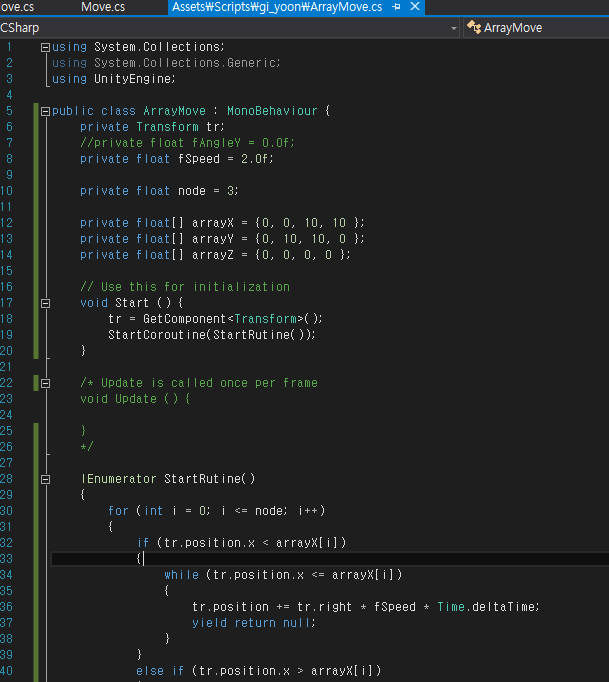 ove.cs Move.cs Assets₩Scripts₩gi_yoon₩ArrayMove.cs
CSharp ArrayMove
1 using System.Collections;
2 using System.Collections.Generic;
3 using UnityEngine;
4
5 public class ArrayMove : MonoBehaviour {
6 private Transform tr;
7 //private float fAngleY = 0.0f;
8 private float fSpeed = 2.0f;
9
10 private float node = 3;
11
12 private float[] arrayX = {0, 0, 10, 10 };
13 private float[] arrayY = {0, 10, 10, 0 };
14 private float[] arrayZ = {0, 0, 0, 0 };
15
16 // Use this for initialization
17 void Start () {
18 tr = GetComponent<Transform>();
19 StartCoroutine(StartRutine());
20 }
21
22 /* Update is called once per frame
23 void Update () {
24
25 }
26 */
27
28 IEnumerator StartRutine()
29 {
30 for (int i = 0; i <= node; i++)
31 {
32 if (tr.position.x < arrayX[i])
33 {
34 while (tr.position.x <= arrayX[i])
35 {
36 tr.position += tr.right * fSpeed * Time.deltaTime;
37 yield return null;
38 }
39 }
40 else if (tr.position.x > arrayX[i])